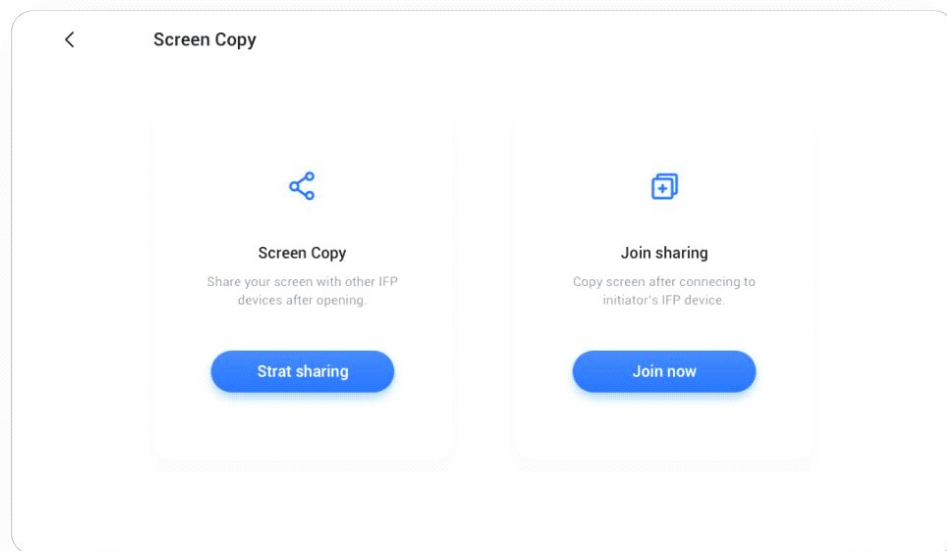 Screen Copy
Screen Copy
Share your screen with other IFP
devices after opening.
Strat sharing
Join sharing
Copy screen after connecing to
initiator's IFP device.
Join now